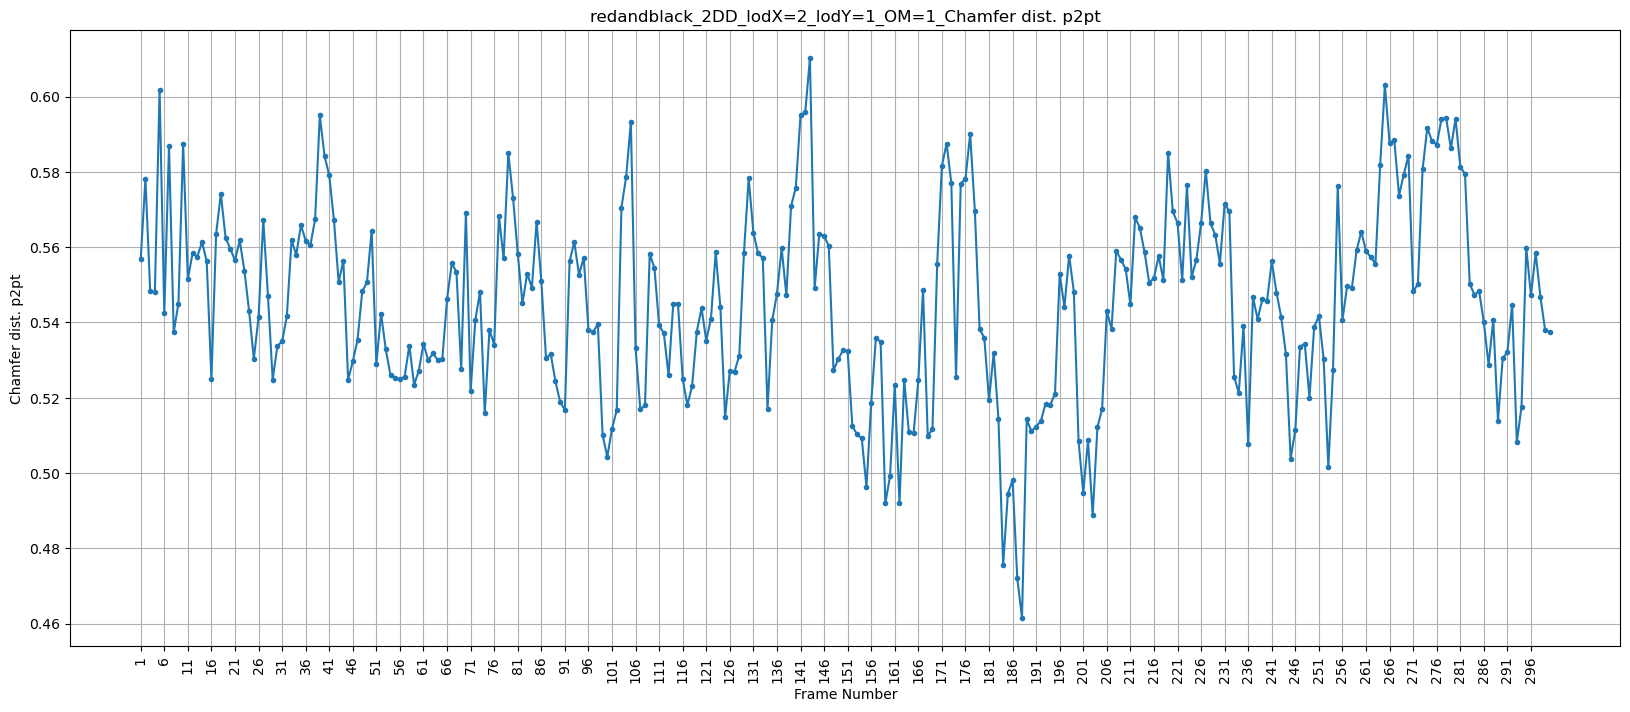 redandblack_2DD_lodX=2_lodY=1_OM=1_Chamfer dist. p2pt
Chamfer dist. p2pt
0.60
0.58
0.56
0.54
0.52
0.50
0.48
0.46
1 6 11 16 21 26 31 36 41 46 51 56 61 66 71 76 81 86 91 96 101 106 111 116 121 126 131 136 141 146 151 156 161 166 171 176 181 186 191 196 201 206 211 216 221 226 231 236 241 246 251 256 261 266 271 276 281 286 291 296
Frame Number